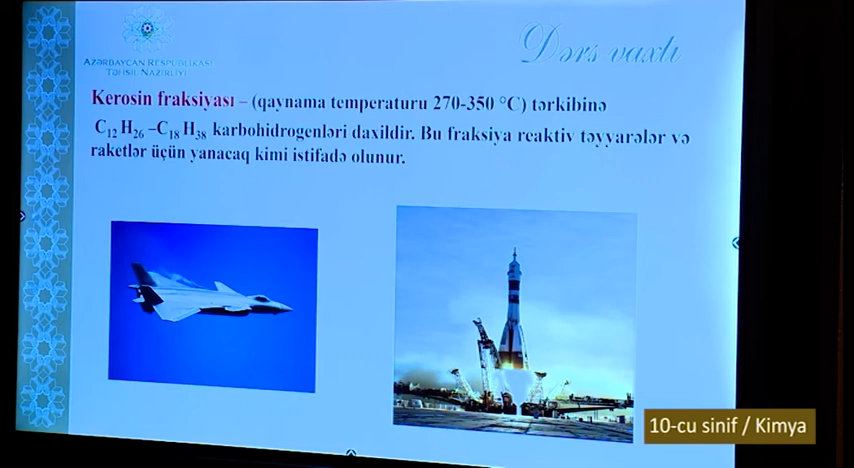 Dərs vaxtı
AZƏRBAYCAN RESPUBLİKASI
TƏHSİL NAZİRLİYİ
Kerosin fraksiyası – (qaynama temperaturu 270-350 °C) tərkibinə
C₁₂ H₂₆ –C₁₈ H₃₈ karbohidrogenləri daxildir. Bu fraksiya reaktiv təyyarələr və
raketlər üçün yanacaq kimi istifadə olunur.
10-cu sinif / Kimya